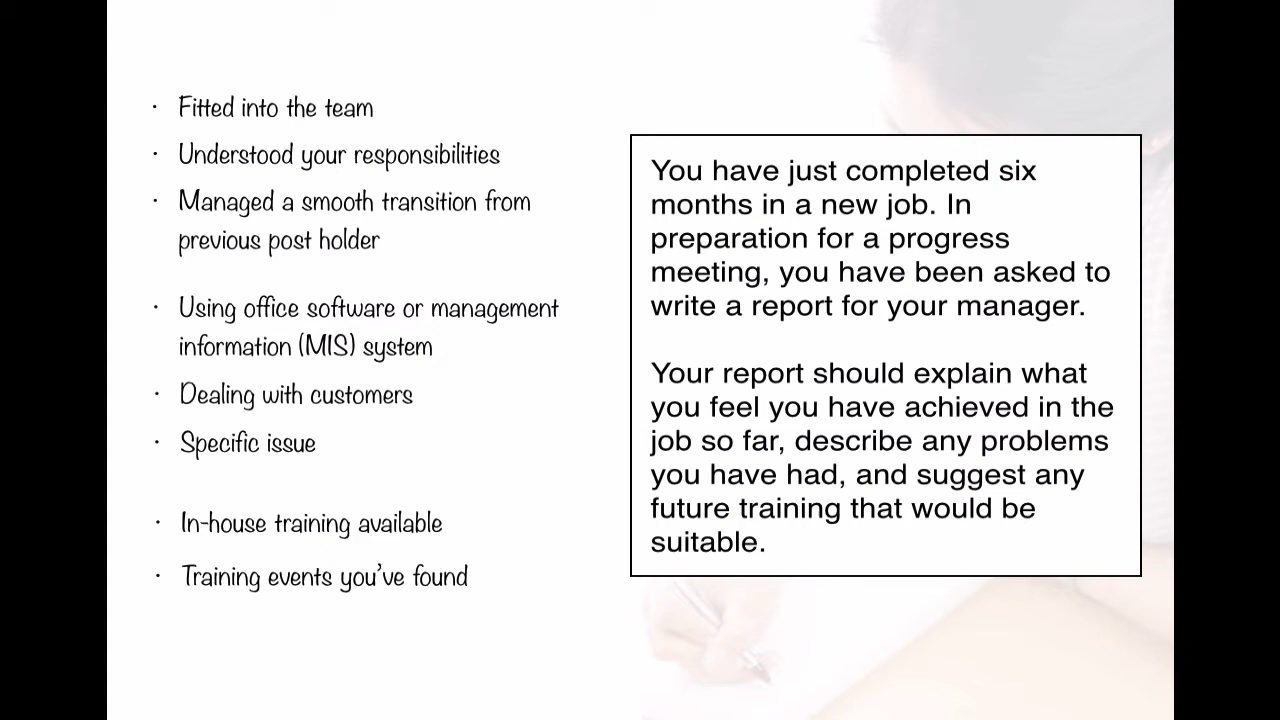 · Fitted into the team
· Understood your responsibilities
· Managed a smooth transition from
previous post holder
· Using office software or management
information (MIS) system
· Dealing with customers
· Specific issue
· In-house training available
· Training events you've found
You have just completed six
months in a new job. In
preparation for a progress
meeting, you have been asked to
write a report for your manager.
Your report should explain what
you feel you have achieved in the
job so far, describe any problems
you have had, and suggest any
future training that would be
suitable.